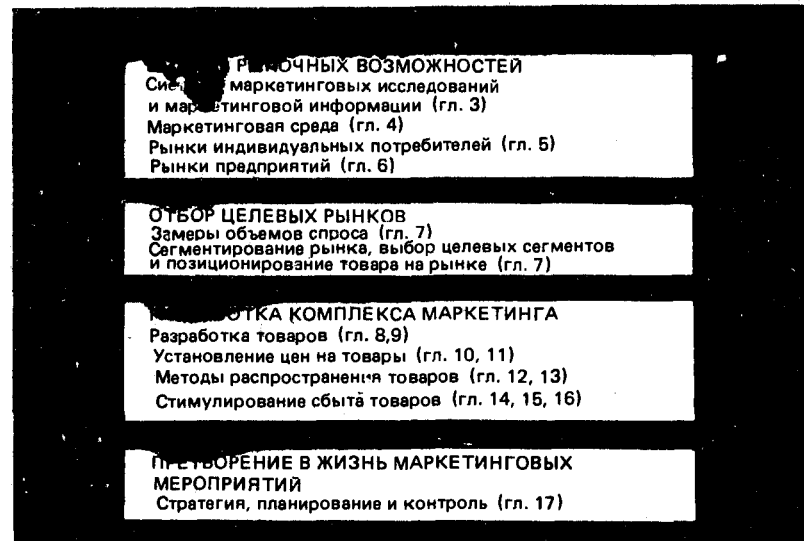 РЫНОЧНЫХ ВОЗМОЖНОСТЕЙ
маркетинговых исследований
и маркетинговой информации (гл. 3)
Маркетинговая среда (гл. 4)
Рынки индивидуальных потребителей (гл. 5)
Рынки предприятий (гл. 6)
ОТБОР ЦЕЛЕВЫХ РЫНКОВ
Замеры объемов спроса (гл. 7)
Сегментирование рынка, выбор целевых сегментов
и позиционирование товара на рынке (гл. 7)
КОМПЛЕКСА МАРКЕТИНГА
Разработка товаров (гл. 8,9)
Установление цен на товары (гл. 10, 11)
Методы распространения товаров (гл. 12, 13)
Стимулирование сбыта товаров (гл. 14, 15, 16)
ПРЕТВОРЕНИЕ В ЖИЗНЬ МАРКЕТИНГОВЫХ
МЕРОПРИЯТИЙ
Стратегия, планирование и контроль (гл. 17)